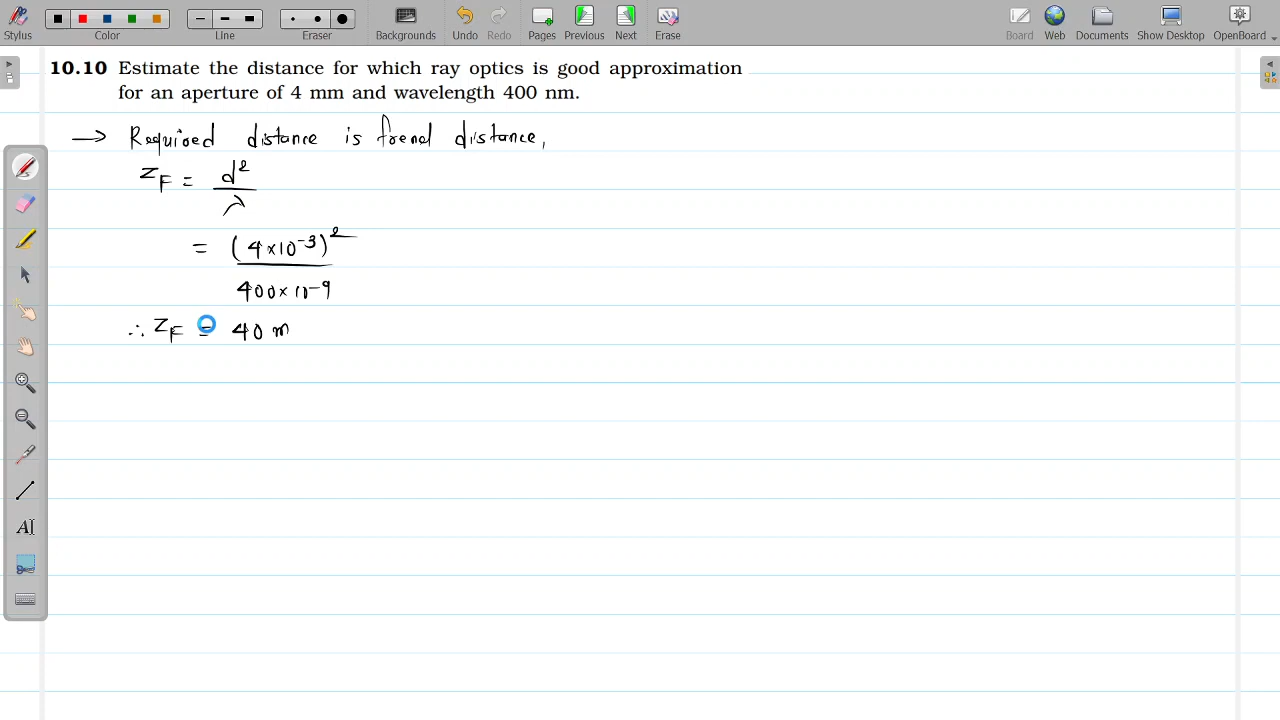 Stylus
Color
Line
Eraser
Backgrounds
Undo
Redo
Pages
Previous
Next
Erase
Board
Web
Documents
Show Desktop
OpenBoard
10.10 Estimate the distance for which ray optics is good approximation
for an aperture of 4 mm and wavelength 400 nm.
→ Required distance is frenel distance,
Z_F = d²/λ
= (4×10⁻³)²/400×10⁻⁹
∴ Z_F = 40 m
AI